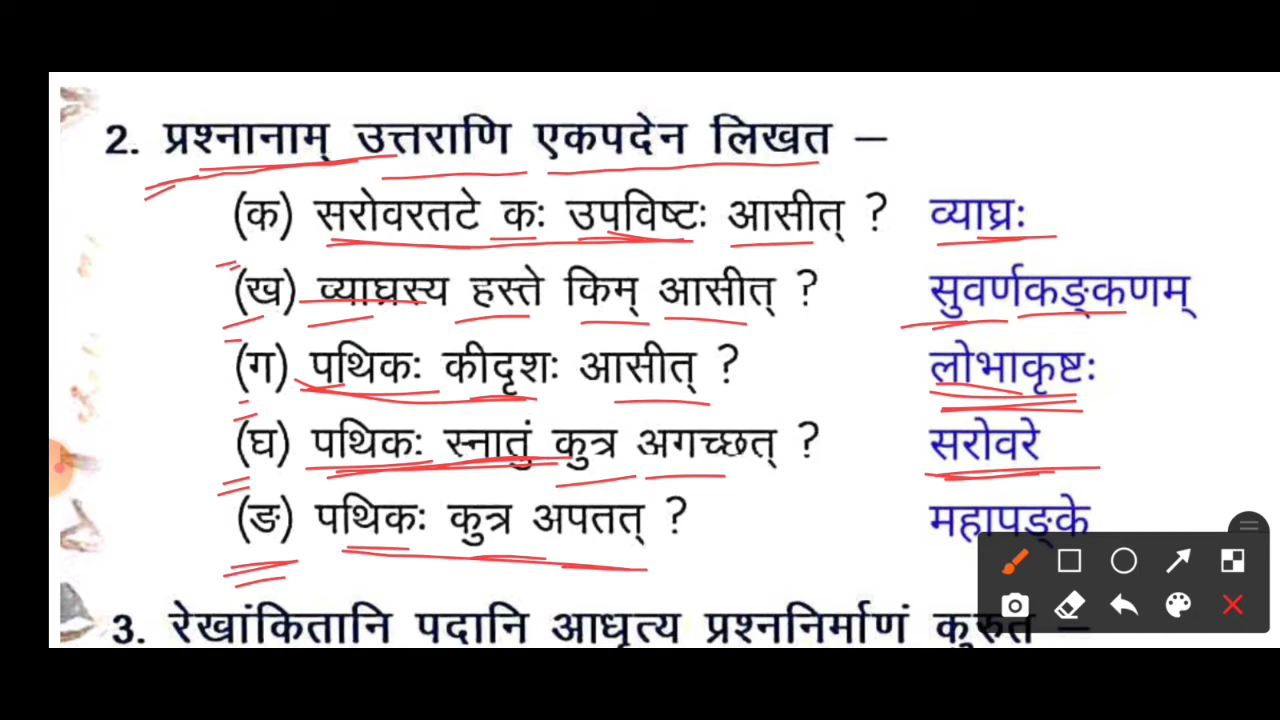 2. प्रश्नानाम् उत्तराणि एकपदेन लिखत –
(क) सरोवरतटे कः उपविष्टः आसीत् ? व्याघ्रः
(ख) व्याघ्रस्य हस्ते किम् आसीत् ? सुवर्णकङ्कणम्
(ग) पथिकः कीदृशः आसीत् ? लोभाकृष्टः
(घ) पथिकः स्नातुं कुत्र अगच्छत् ? सरोवरे
(ङ) पथिकः कुत्र अपतत् ? महापङ्के
3. रेखांकितानि पदानि आधृत्य प्रश्ननिर्माणं कुरुत –